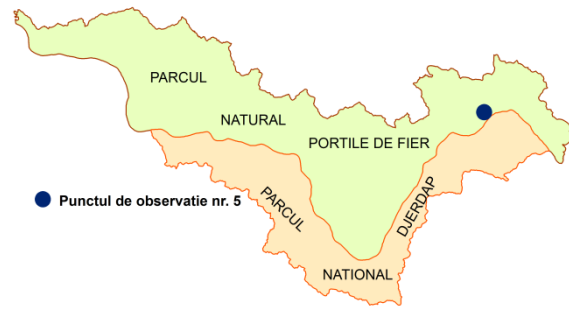 PARCUL
NATURAL
PORTILE DE FIER
PARCUL
NATIONAL
DJERDAP
Punctul de observatie nr. 5